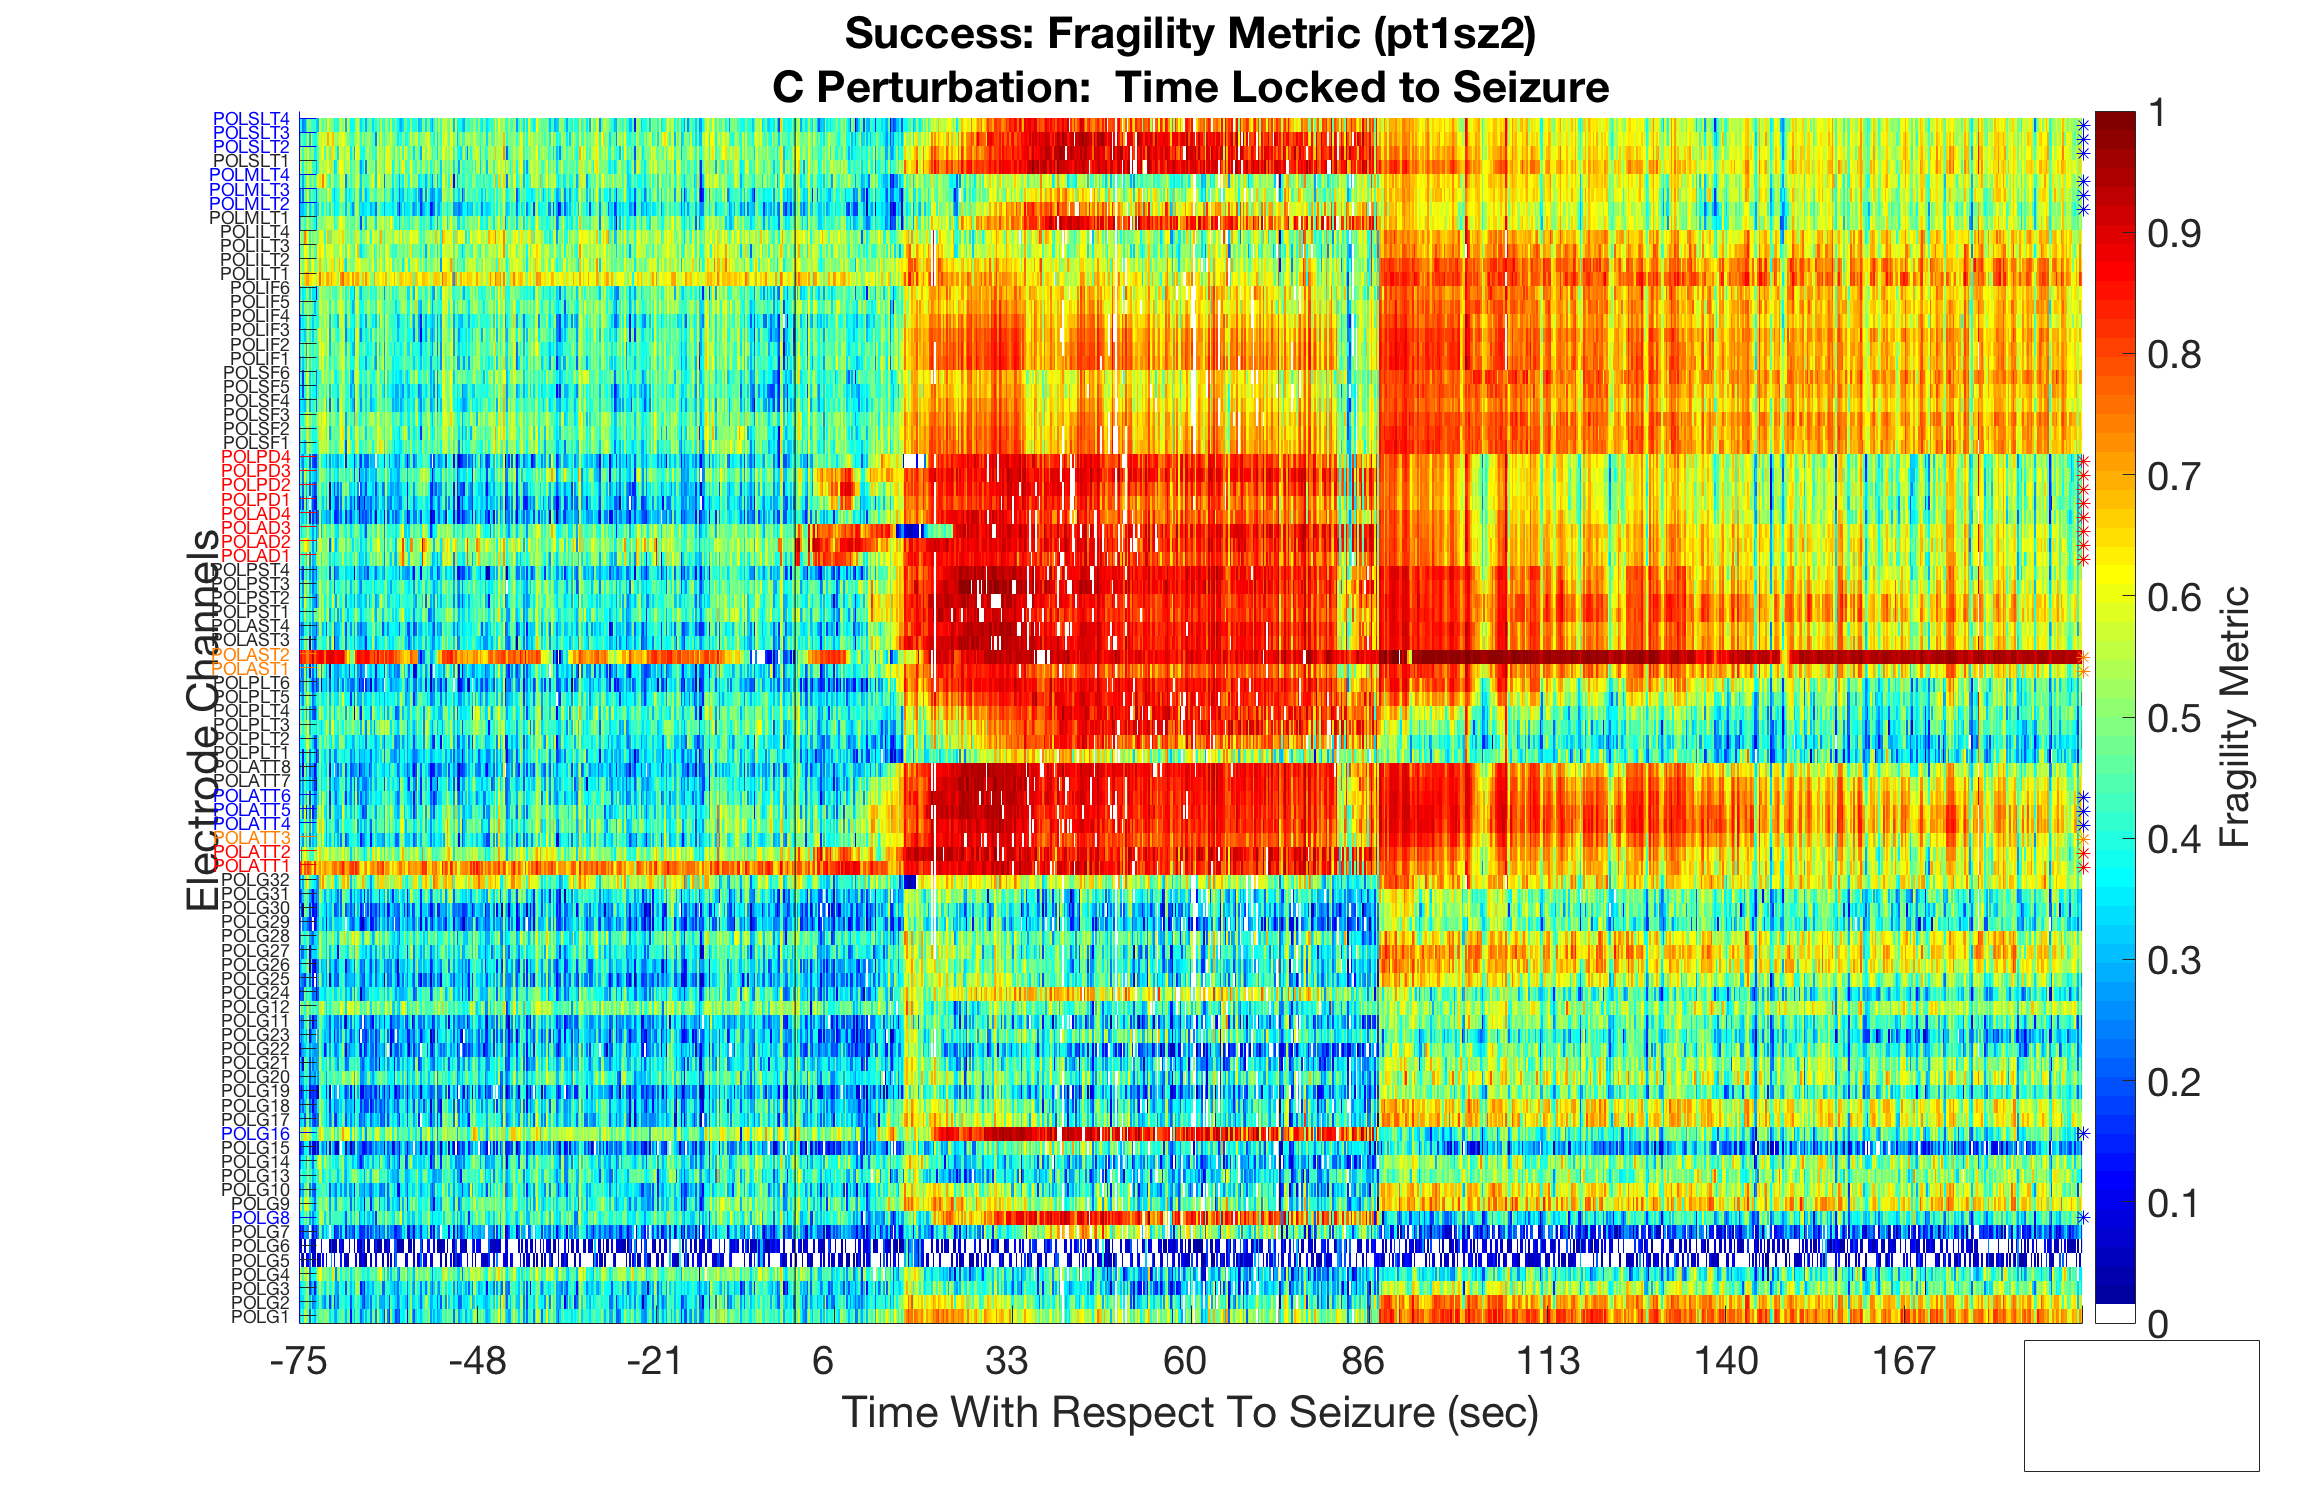 Success: Fragility Metric (pt1sz2)
C Perturbation:  Time Locked to Seizure
Electrode Channels
POLSLT4
POLSLT3
POLSLT2
POLSLT1
POLMLT4
POLMLT3
POLMLT2
POLMLT1
POLILT4
POLILT3
POLILT2
POLILT1
POLIF6
POLIF5
POLIF4
POLIF3
POLIF2
POLIF1
POLSF6
POLSF5
POLSF4
POLSF3
POLSF2
POLSF1
POLPD4
POLPD3
POLPD2
POLPD1
POLAD4
POLAD3
POLAD2
POLAD1
POLPST4
POLPST3
POLPST2
POLPST1
POLAST4
POLAST3
POLAST2
POLAST1
POLPLT6
POLPLT5
POLPLT4
POLPLT3
POLPLT2
POLPLT1
POLATT8
POLATT7
POLATT6
POLATT5
POLATT4
POLATT3
POLATT2
POLATT1
POLG32
POLG31
POLG30
POLG29
POLG28
POLG27
POLG26
POLG25
POLG24
POLG12
POLG11
POLG23
POLG22
POLG21
POLG20
POLG19
POLG18
POLG17
POLG16
POLG15
POLG14
POLG13
POLG10
POLG9
POLG8
POLG7
POLG6
POLG5
POLG4
POLG3
POLG2
POLG1
-75 -48 -21 6 33 60 86 113 140 167
Time With Respect To Seizure (sec)
1
0.9
0.8
0.7
0.6
0.5
0.4
0.3
0.2
0.1
0
Fragility Metric